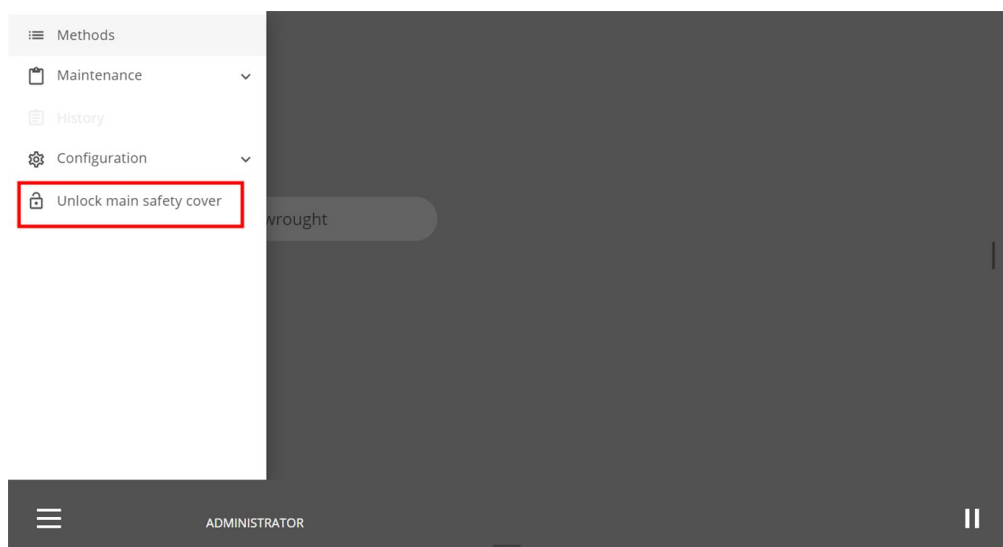 Methods
Maintenance
History
Configuration
Unlock main safety cover
wrought
ADMINISTRATOR